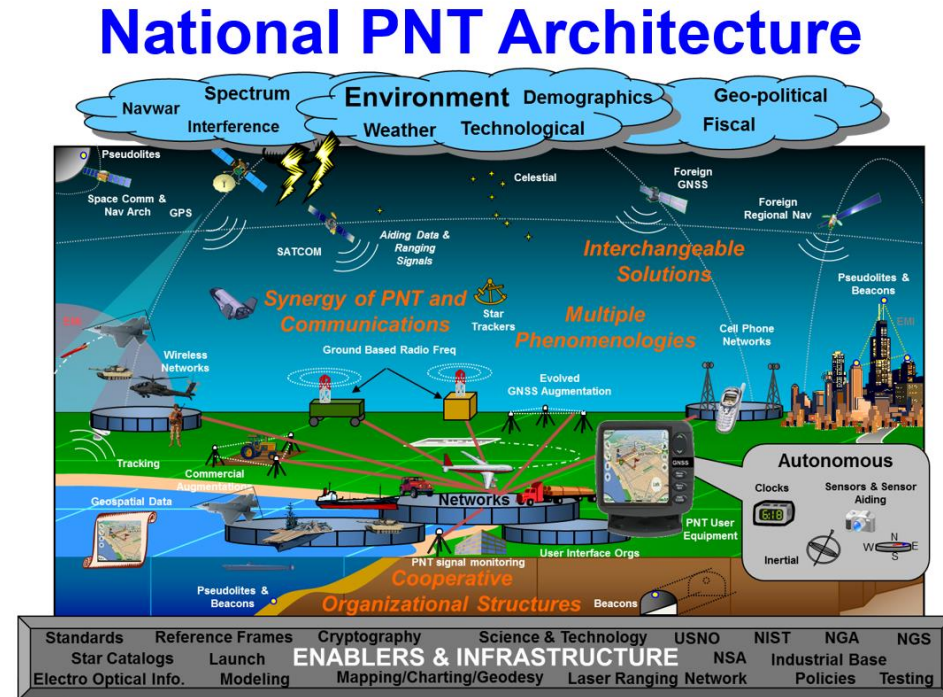 National PNT Architecture
Navwar
Spectrum
Interference
Environment
Demographics
Weather
Technological
Geo-political
Fiscal
Pseudolites
Space Comm &
Nav Arch
GPS
SATCOM
Aiding Data &
Ranging
Signals
Celestial
Foreign
GNSS
Foreign
Regional Nav
Interchangeable
Solutions
Synergy of PNT and
Communications
Star
Trackers
Multiple
Phenomenologies
Pseudolites &
Beacons
EMI
EMI
Cell Phone
Networks
Wireless
Networks
Ground Based Radio Freq
Evolved
GNSS Augmentation
Tracking
Commercial
Augmentation
Geospatial Data
Networks
GNSS
PNT User
Equipment
Autonomous
Clocks
6:18
Sensors & Sensor
Aiding
Inertial
N
W
E
S
PNT signal monitoring
User Interface Orgs
Cooperative
Organizational Structures
Pseudolites &
Beacons
Beacons
Standards Reference Frames Cryptography Science & Technology USNO NIST NGA NGS
Star Catalogs Launch ENABLERS & INFRASTRUCTURE NSA Industrial Base
Electro Optical Info. Modeling Mapping/Charting/Geodesy Laser Ranging Network Policies Testing